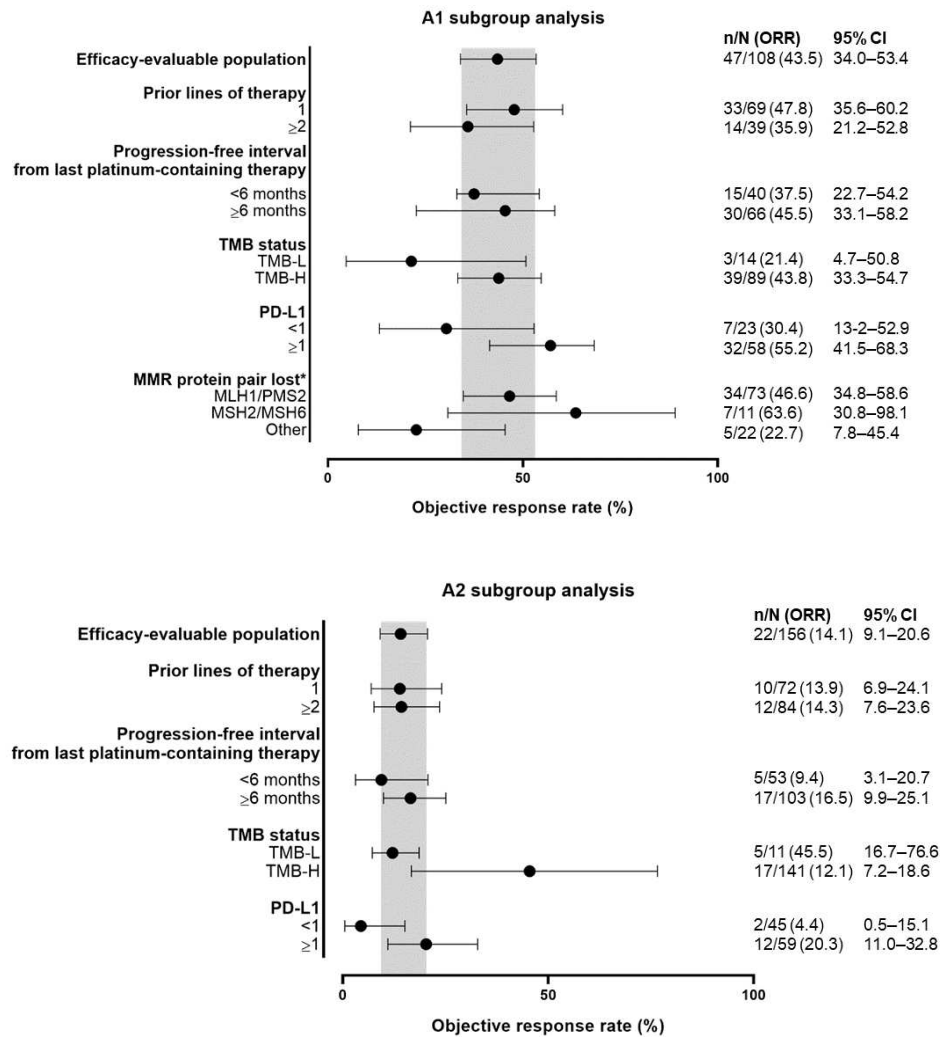 A1 subgroup analysis
n/N (ORR) 95% CI
Efficacy-evaluable population 47/108 (43.5) 34.0–53.4
Prior lines of therapy
1 33/69 (47.8) 35.6–60.2
≥2 14/39 (35.9) 21.2–52.8
Progression-free interval
from last platinum-containing therapy
<6 months 15/40 (37.5) 22.7–54.2
≥6 months 30/66 (45.5) 33.1–58.2
TMB status
TMB-L 3/14 (21.4) 4.7–50.8
TMB-H 39/89 (43.8) 33.3–54.7
PD-L1
<1 7/23 (30.4) 13-2–52.9
≥1 32/58 (55.2) 41.5–68.3
MMR protein pair lost*
MLH1/PMS2 34/73 (46.6) 34.8–58.6
MSH2/MSH6 7/11 (63.6) 30.8–98.1
Other 5/22 (22.7) 7.8–45.4
0 50 100
Objective response rate (%)
A2 subgroup analysis
n/N (ORR) 95% CI
Efficacy-evaluable population 22/156 (14.1) 9.1–20.6
Prior lines of therapy
1 10/72 (13.9) 6.9–24.1
≥2 12/84 (14.3) 7.6–23.6
Progression-free interval
from last platinum-containing therapy
<6 months 5/53 (9.4) 3.1–20.7
≥6 months 17/103 (16.5) 9.9–25.1
TMB status
TMB-L 5/11 (45.5) 16.7–76.6
TMB-H 17/141 (12.1) 7.2–18.6
PD-L1
<1 2/45 (4.4) 0.5–15.1
≥1 12/59 (20.3) 11.0–32.8
0 50 100
Objective response rate (%)